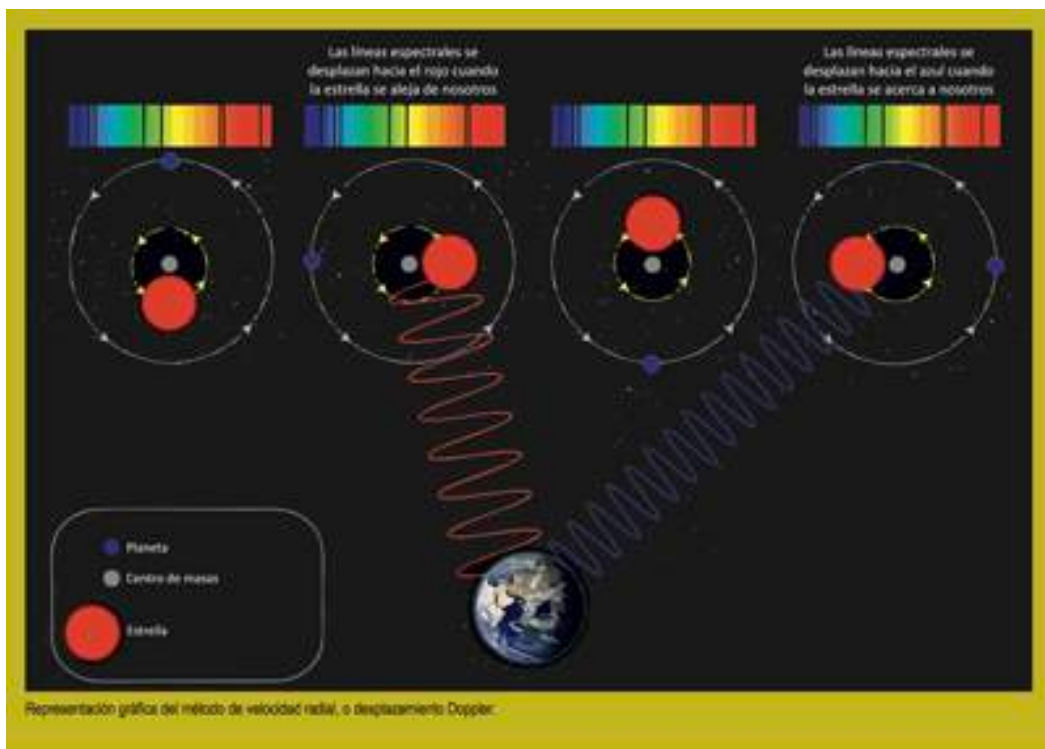 Las líneas espectrales se
desplazan hacia el rojo cuando
la estrella se aleja de nosotros
Las líneas espectrales se
desplazan hacia el azul cuando
la estrella se acerca a nosotros
Planeta
Centro de masas
Estrella
Representación gráfica del método de velocidad radial, o desplazamiento Doppler.